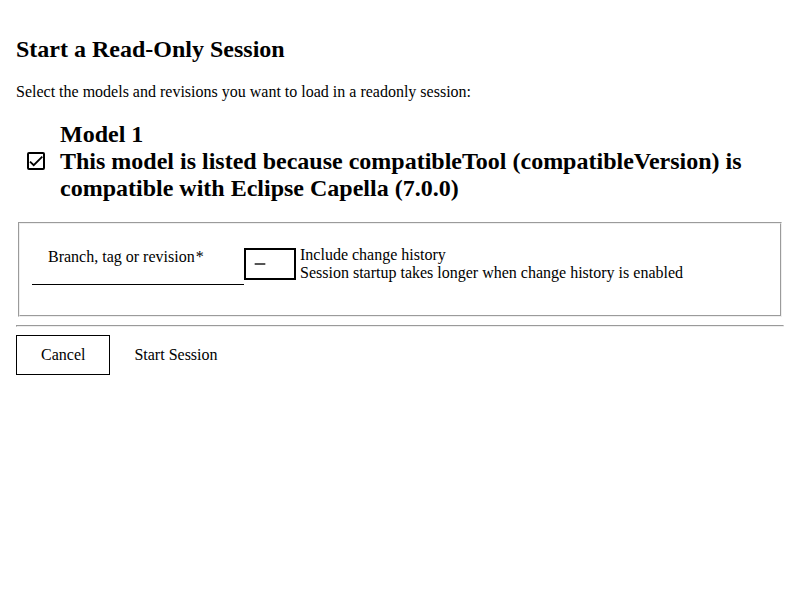 Start a Read-Only Session
Select the models and revisions you want to load in a readonly session:
Model 1
This model is listed because compatibleTool (compatibleVersion) is
compatible with Eclipse Capella (7.0.0)
Branch, tag or revision*
Include change history
Session startup takes longer when change history is enabled
Cancel
Start Session